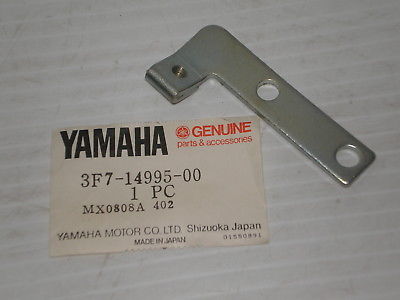 YAMAHA GENUINE
parts & accessories
3F7-14995-00
1 PC
MX0808A 402
YAMAHA MOTOR CO.LTD. Shizuoka Japan
MADE IN JAPAN 01550891